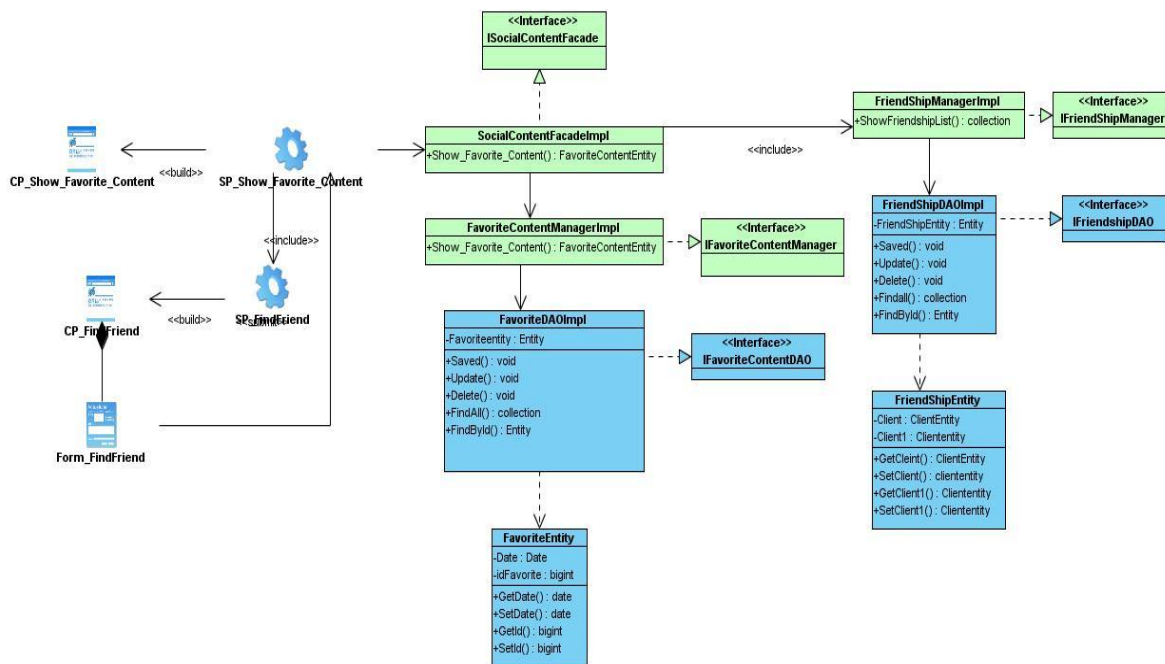 <<Interface>>
ISocialContentFacade
FriendShipManagerImpl
+ShowFriendshipList() : collection
<<Interface>>
IFriendShipManager
SocialContentFacadeImpl
+Show_Favorite_Content() : FavoriteContentEntity
<<include>>
<<build>>
CP_Show_Favorite_Content
SP_Show_Favorite_Content
FriendShipDAOImpl
-FriendShipEntity : Entity
+Saved() : void
+Update() : void
+Delete() : void
+Findall() : collection
+FindById() : Entity
<<Interface>>
IFriendshipDAO
FavoriteContentManagerImpl
+Show_Favorite_Content() : FavoriteContentEntity
<<Interface>>
IFavoriteContentManager
<<include>>
<<build>>
CP_FindFriend
SP_FindFriend
<<submit>>
FavoriteDAOImpl
-Favoriteentity : Entity
+Saved() : void
+Update() : void
+Delete() : void
+FindAll() : collection
+FindById() : Entity
<<Interface>>
IFavoriteContentDAO
FriendShipEntity
-Client : ClientEntity
-Client1 : Cliententity
+GetCleint() : ClientEntity
+SetClient() : cliententity
+GetClient1() : Cliententity
+SetClient1() : Cliententity
Form_FindFriend
FavoriteEntity
-Date : Date
-idFavorite : bigint
+GetDate() : date
+SetDate() : date
+GetId() : bigint
+SetId() : bigint